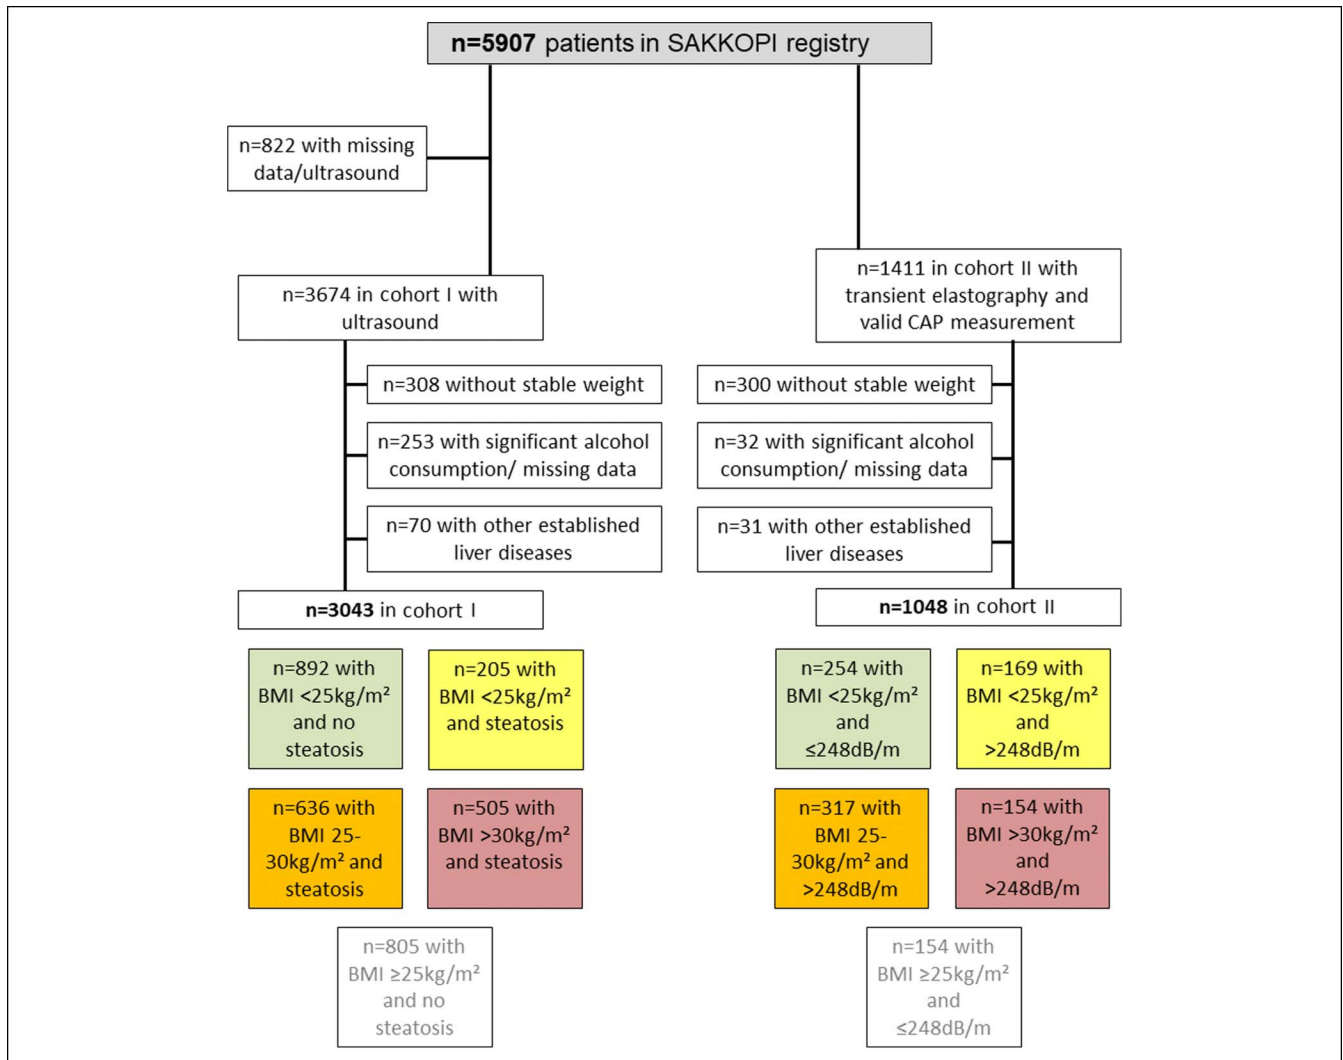 n=5907 patients in SAKKOPI registry
n=822 with missing
data/ultrasound
n=3674 in cohort I with
ultrasound
n=308 without stable weight
n=253 with significant alcohol
consumption/ missing data
n=70 with other established
liver diseases
n=3043 in cohort I
n=892 with
BMI <25kg/m²
and no
steatosis
n=205 with
BMI <25kg/m²
and steatosis
n=636 with
BMI 25-
30kg/m² and
steatosis
n=505 with
BMI >30kg/m²
and steatosis
n=805 with
BMI ≥25kg/m²
and no
steatosis
n=1411 in cohort II with
transient elastography and
valid CAP measurement
n=300 without stable weight
n=32 with significant alcohol
consumption/ missing data
n=31 with other established
liver diseases
n=1048 in cohort II
n=254 with
BMI <25kg/m²
and
≤248dB/m
n=169 with
BMI <25kg/m²
and
>248dB/m
n=317 with
BMI 25-
30kg/m² and
>248dB/m
n=154 with
BMI >30kg/m²
and
>248dB/m
n=154 with
BMI ≥25kg/m²
and
≤248dB/m